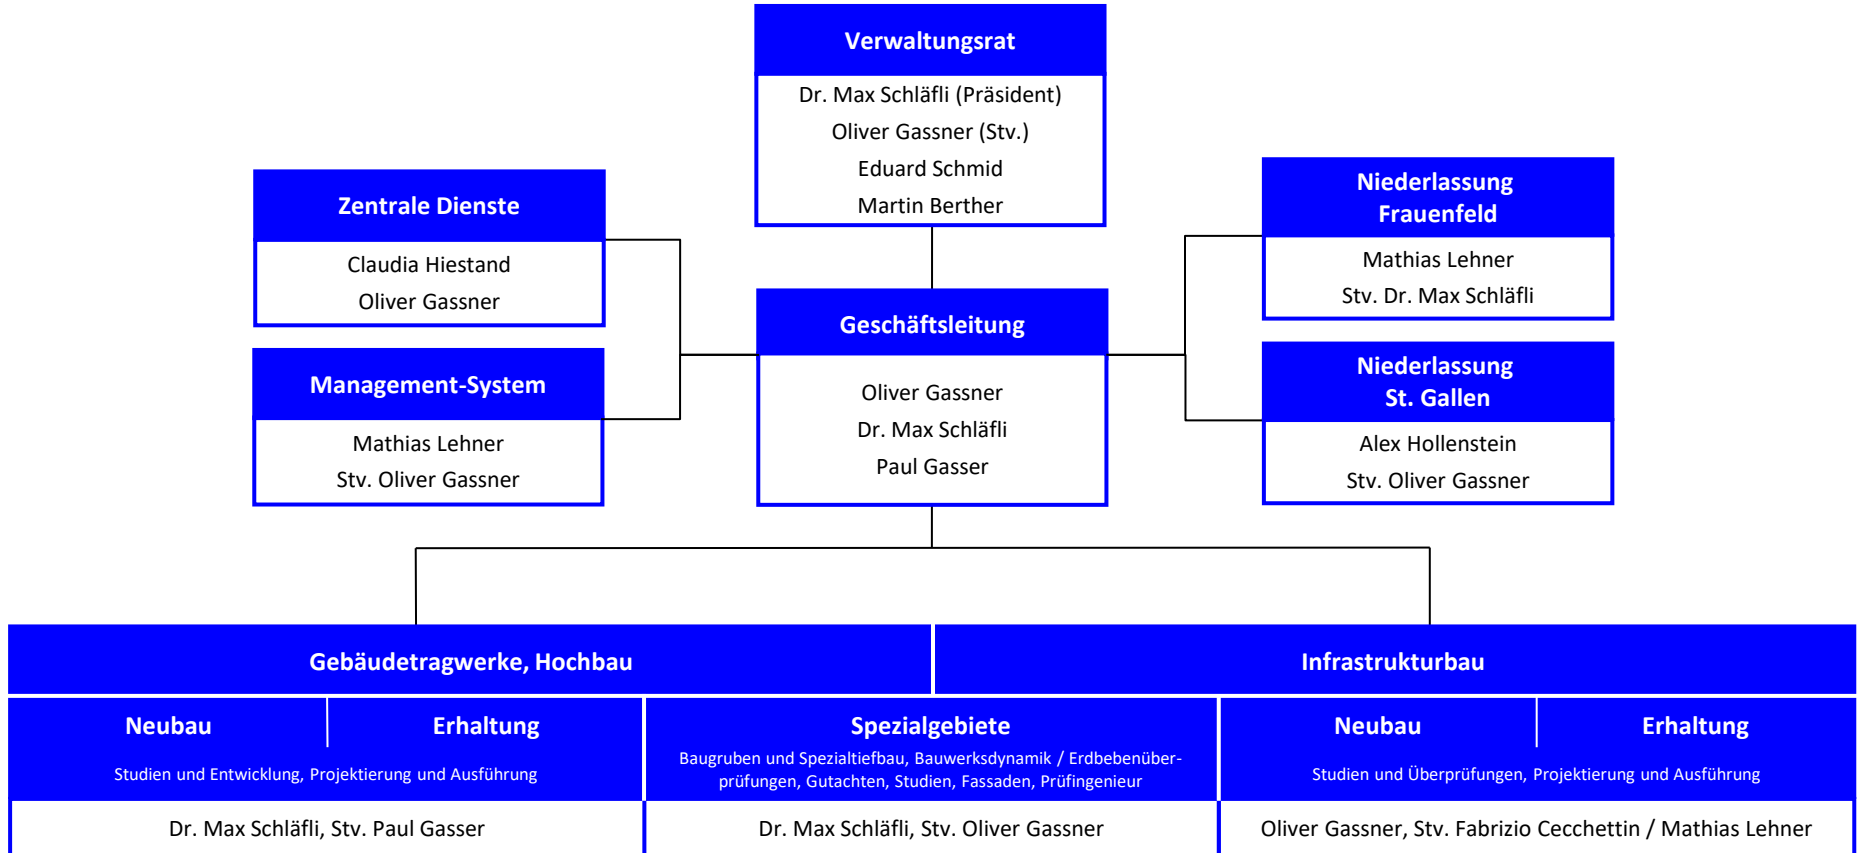 Verwaltungsrat
Dr. Max Schläfli (Präsident)
Oliver Gassner (Stv.)
Eduard Schmid
Martin Berther
Zentrale Dienste
Claudia Hiestand
Oliver Gassner
Management-System
Mathias Lehner
Stv. Oliver Gassner
Geschäftsleitung
Oliver Gassner
Dr. Max Schläfli
Paul Gasser
Niederlassung
Frauenfeld
Mathias Lehner
Stv. Dr. Max Schläfli
Niederlassung
St. Gallen
Alex Hollenstein
Stv. Oliver Gassner
Gebäudetragwerke, Hochbau
Infrastrukturbau
Neubau
Erhaltung
Studien und Entwicklung, Projektierung und Ausführung
Dr. Max Schläfli, Stv. Paul Gasser
Spezialgebiete
Baugruben und Spezialtiefbau, Bauwerksdynamik / Erdbebenüber-
prüfungen, Gutachten, Studien, Fassaden, Prüfingenieur
Dr. Max Schläfli, Stv. Oliver Gassner
Neubau
Erhaltung
Studien und Überprüfungen, Projektierung und Ausführung
Oliver Gassner, Stv. Fabrizio Cecchettin / Mathias Lehner